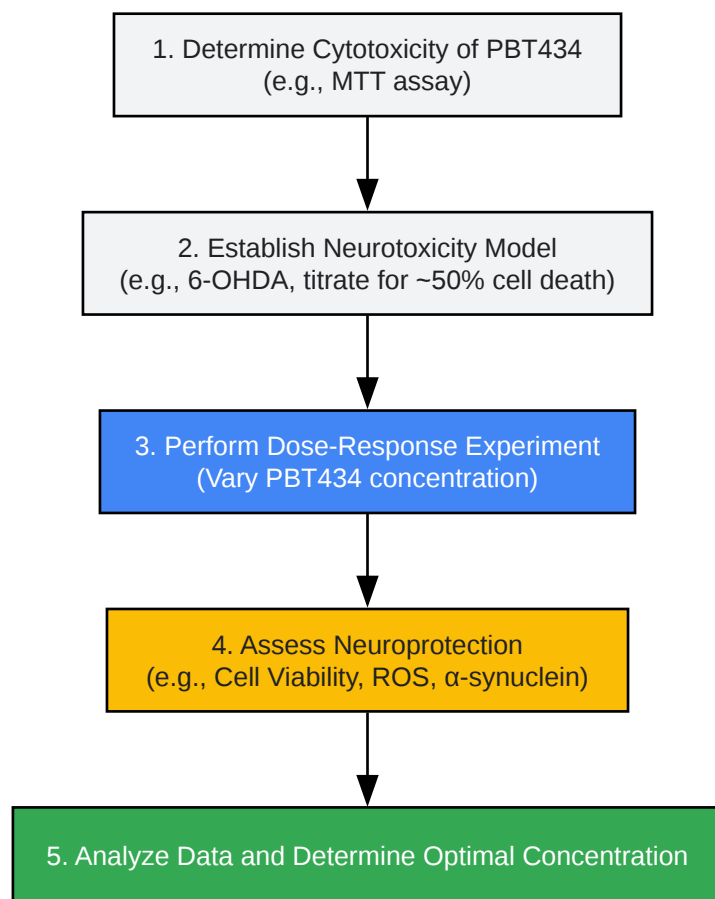 1. Determine Cytotoxicity of PBT434
(e.g., MTT assay)
2. Establish Neurotoxicity Model
(e.g., 6-OHDA, titrate for ~50% cell death)
3. Perform Dose-Response Experiment
(Vary PBT434 concentration)
4. Assess Neuroprotection
(e.g., Cell Viability, ROS, α-synuclein)
5. Analyze Data and Determine Optimal Concentration